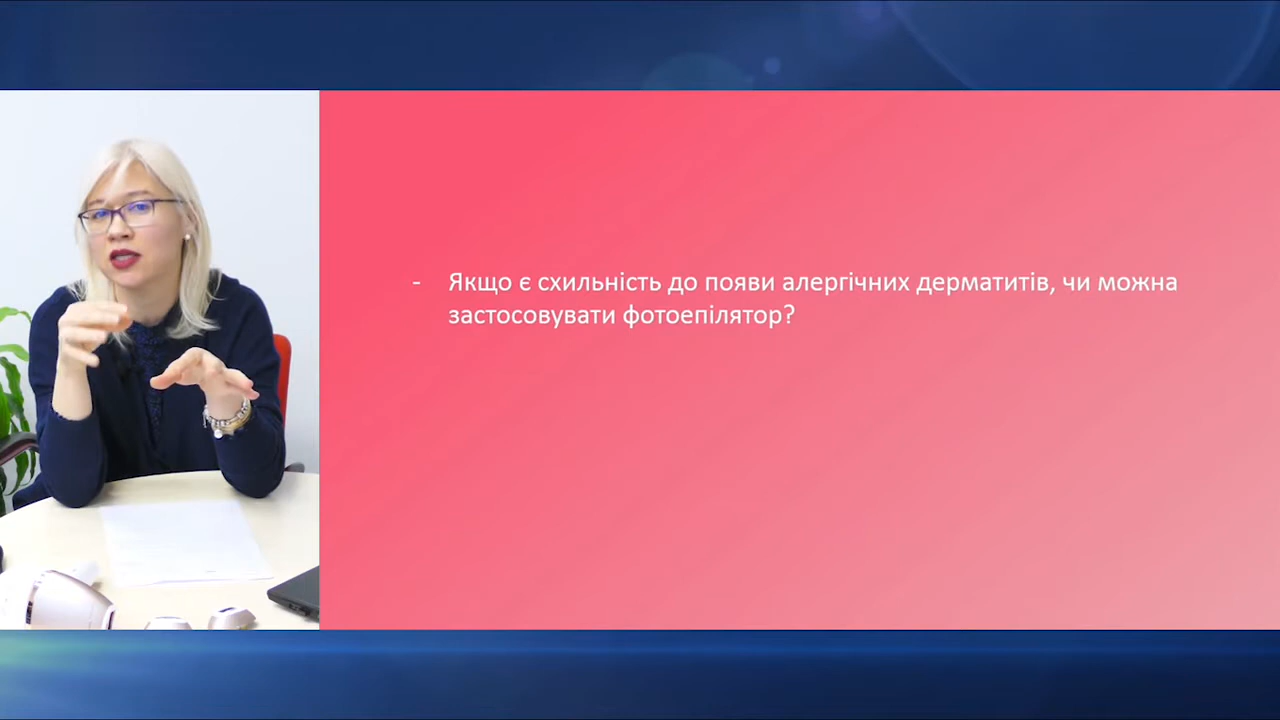 - Якщо є схильність до появи алергічних дерматитів, чи можна
застосовувати фотоепілятор?